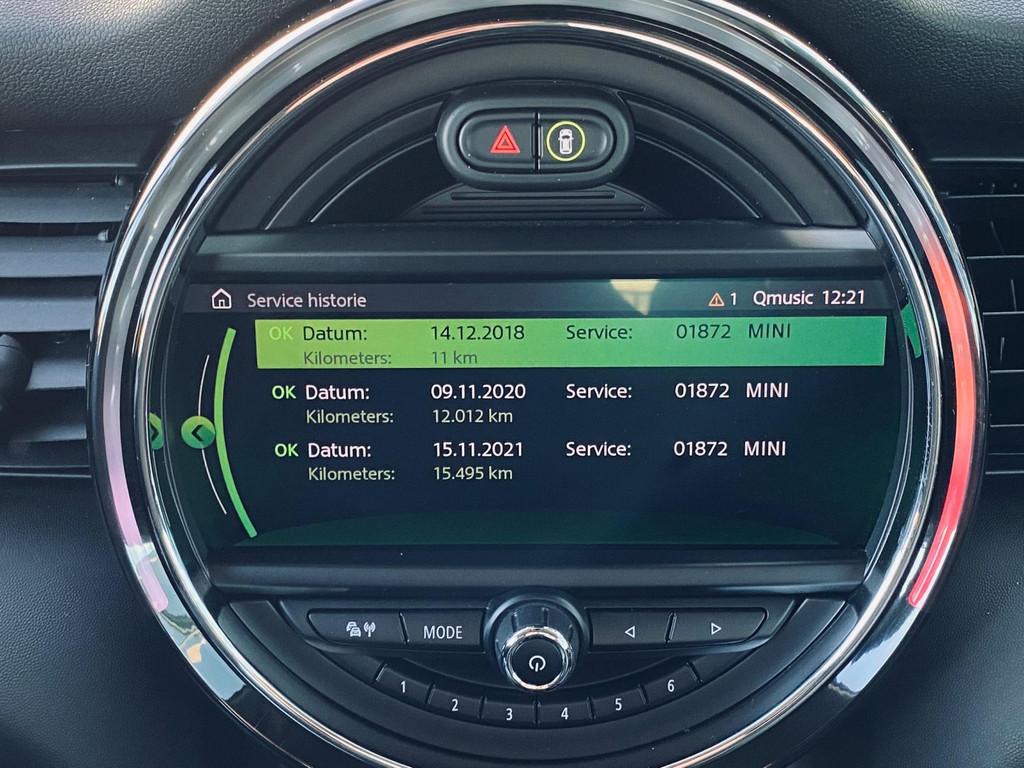 Service historie 1 Qmusic 12:21
OK Datum: 14.12.2018 Service: 01872 MINI
Kilometers: 11 km
OK Datum: 09.11.2020 Service: 01872 MINI
Kilometers: 12.012 km
OK Datum: 15.11.2021 Service: 01872 MINI
Kilometers: 15.495 km
MODE
1 2 3 4 5 6